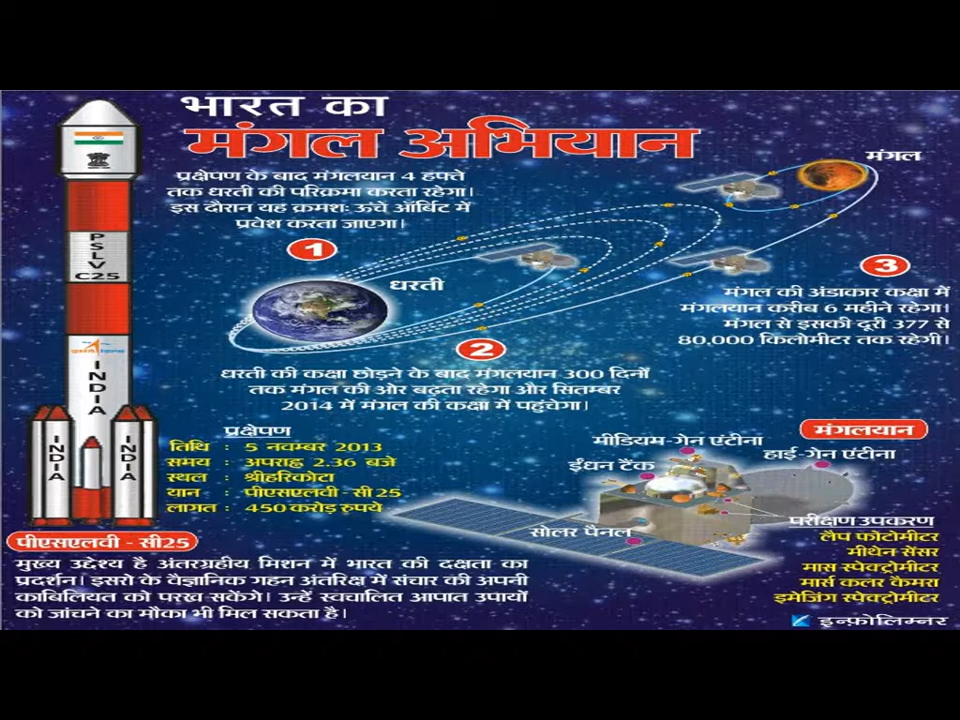 भारत का
मंगल अभियान
प्रक्षेपण के बाद मंगलयान 4 हफ्ते
तक धरती की परिक्रमा करता रहेगा।
इस दौरान यह क्रमशः ऊंचे ऑर्बिट में
प्रवेश करता जाएगा।
1
मंगल
धरती
3
मंगल की अंडाकार कक्षा में
मंगलयान करीब 6 महीने रहेगा।
मंगल से इसकी दूरी 377 से
80,000 किलोमीटर तक रहेगी।
2
धरती की कक्षा छोड़ने के बाद मंगलयान 300 दिनों
तक मंगल की ओर बढ़ता रहेगा और सितम्बर
2014 में मंगल की कक्षा में पहुंचेगा।
PSLV
C25
INDIA
INDIA
INDIA
प्रक्षेपण
तिथि : 5 नवम्बर 2013
समय : अपराह्न 2.36 बजे
स्थल : श्रीहरिकोटा
यान : पीएसएलवी - सी 25
लागत : 450 करोड़ रुपये
मंगलयान
मीडियम-गेन एंटीना
हाई-गेन एंटीना
ईंधन टैंक
सोलर पैनल
परीक्षण उपकरण
लैप फोटोमीटर
मीथेन सेंसर
मास स्पेक्ट्रोमीटर
मार्स कलर कैमरा
इमेजिंग स्पेक्ट्रोमीटर
पीएसएलवी - सी25
मुख्य उद्देश्य है अंतरग्रहीय मिशन में भारत की दक्षता का
प्रदर्शन। इसरो के वैज्ञानिक गहन अंतरिक्ष में संचार की अपनी
काबिलियत को परख सकेंगे। उन्हें स्वचालित आपात उपायों
को जांचने का मौका भी मिल सकता है।
इन्फ़ोलिम्नर